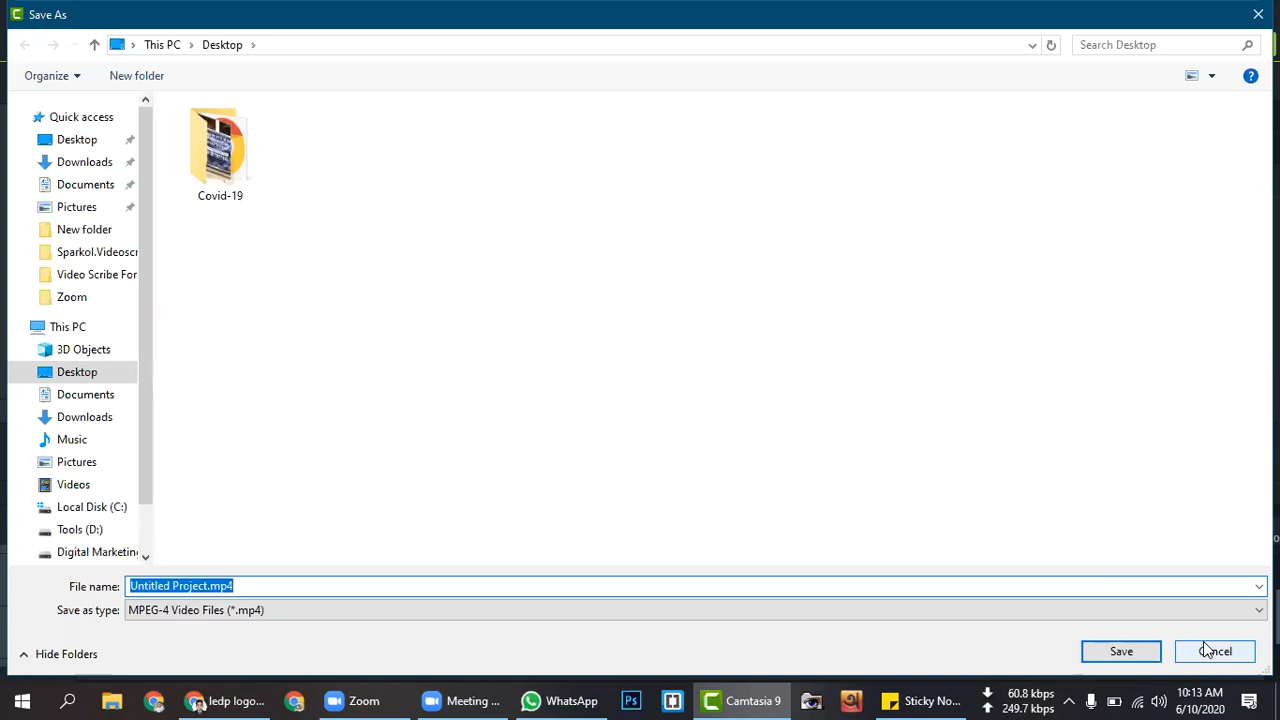 Save As
This PC > Desktop >
Search Desktop
Organize
New folder
Quick access
Desktop
Downloads
Documents
Pictures
New folder
Sparkol.Videoscr
Video Scribe For
Zoom
This PC
3D Objects
Desktop
Documents
Downloads
Music
Pictures
Videos
Local Disk (C:)
Tools (D:)
Digital Marketin
Covid-19
File name: Untitled Project.mp4
Save as type: MPEG-4 Video Files (*.mp4)
Hide Folders
Save
Cancel
ledp logo...
Zoom
Meeting ...
WhatsApp
Ps
Camtasia 9
Sticky No...
60.8 kbps
249.7 kbps
10:13 AM
6/10/2020